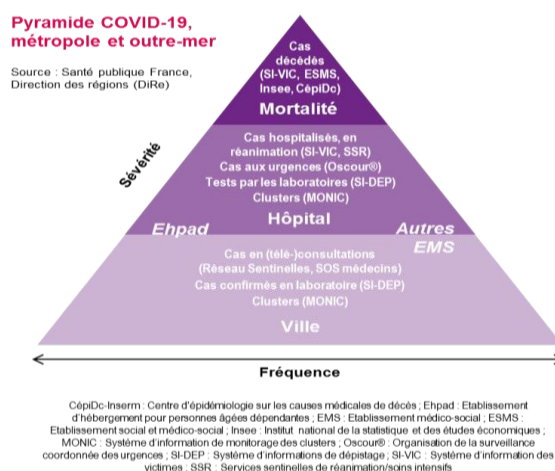 Pyramide COVID-19,
métropole et outre-mer
Source : Santé publique France,
Direction des régions (DiRe)
Sévérité
Cas
décédés
(SI-VIC, ESMS,
Insee, CépiDc)
Mortalité
Cas hospitalisés, en
réanimation (SI-VIC, SSR)
Cas aux urgences (Oscour®)
Tests par les laboratoires (SI-DEP)
Clusters (MONIC)
Hôpital
Ehpad
Autres
EMS
Cas en (télé-)consultations
(Réseau Sentinelles, SOS médecins)
Cas confirmés en laboratoire (SI-DEP)
Clusters (MONIC)
Ville
Fréquence
CépiDc-Inserm : Centre d'épidémiologie sur les causes médicales de décès ; Ehpad : Etablissement
d'hébergement pour personnes âgées dépendantes ; EMS : Etablissement médico-social ; ESMS :
Etablissement social et médico-social ; Insee : Institut national de la statistique et des études économiques ;
MONIC : Système d'information de monitorage des clusters ; Oscour® : Organisation de la surveillance
coordonnée des urgences ; SI-DEP : Système d'informations de dépistage ; SI-VIC : Système d'information des
victimes ; SSR : Services sentinelles de réanimation/soins intensifs